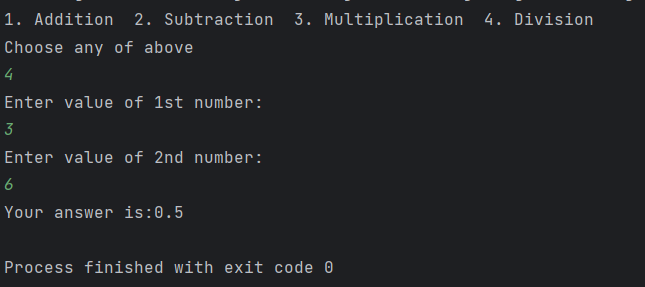 1. Addition  2. Subtraction  3. Multiplication  4. Division
Choose any of above
4
Enter value of 1st number:
3
Enter value of 2nd number:
6
Your answer is:0.5
Process finished with exit code 0